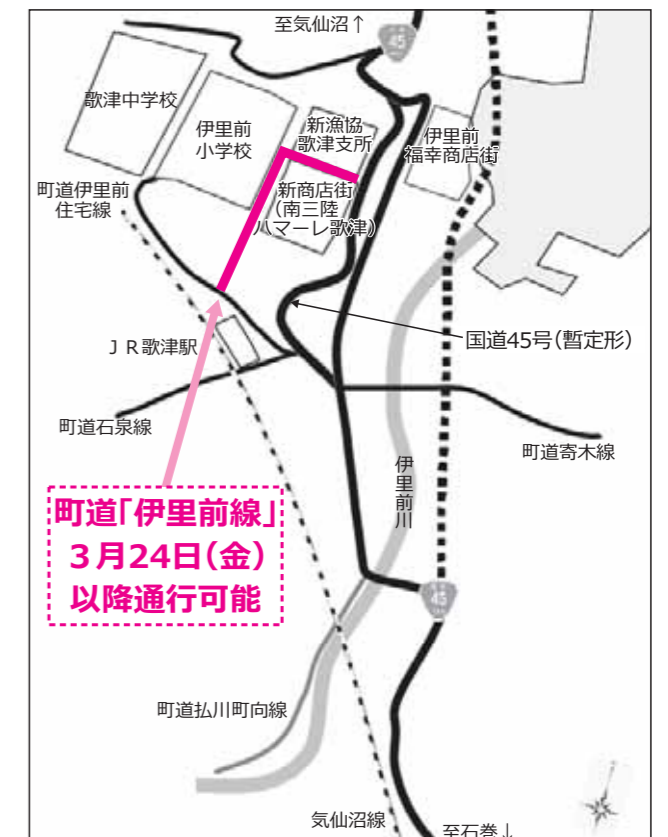 至気仙沼↑
45
歌津中学校
伊里前
小学校
新漁協
歌津支所
伊里前
福幸商店街
町道伊里前
住宅線
新商店街
(南三陸
ハマーレ歌津)
国道45号(暫定形)
JR歌津駅
町道石泉線
町道寄木線
伊里前川
町道「伊里前線」
3月24日(金)
以降通行可能
45
町道払川町向線
気仙沼線
至石巻↓